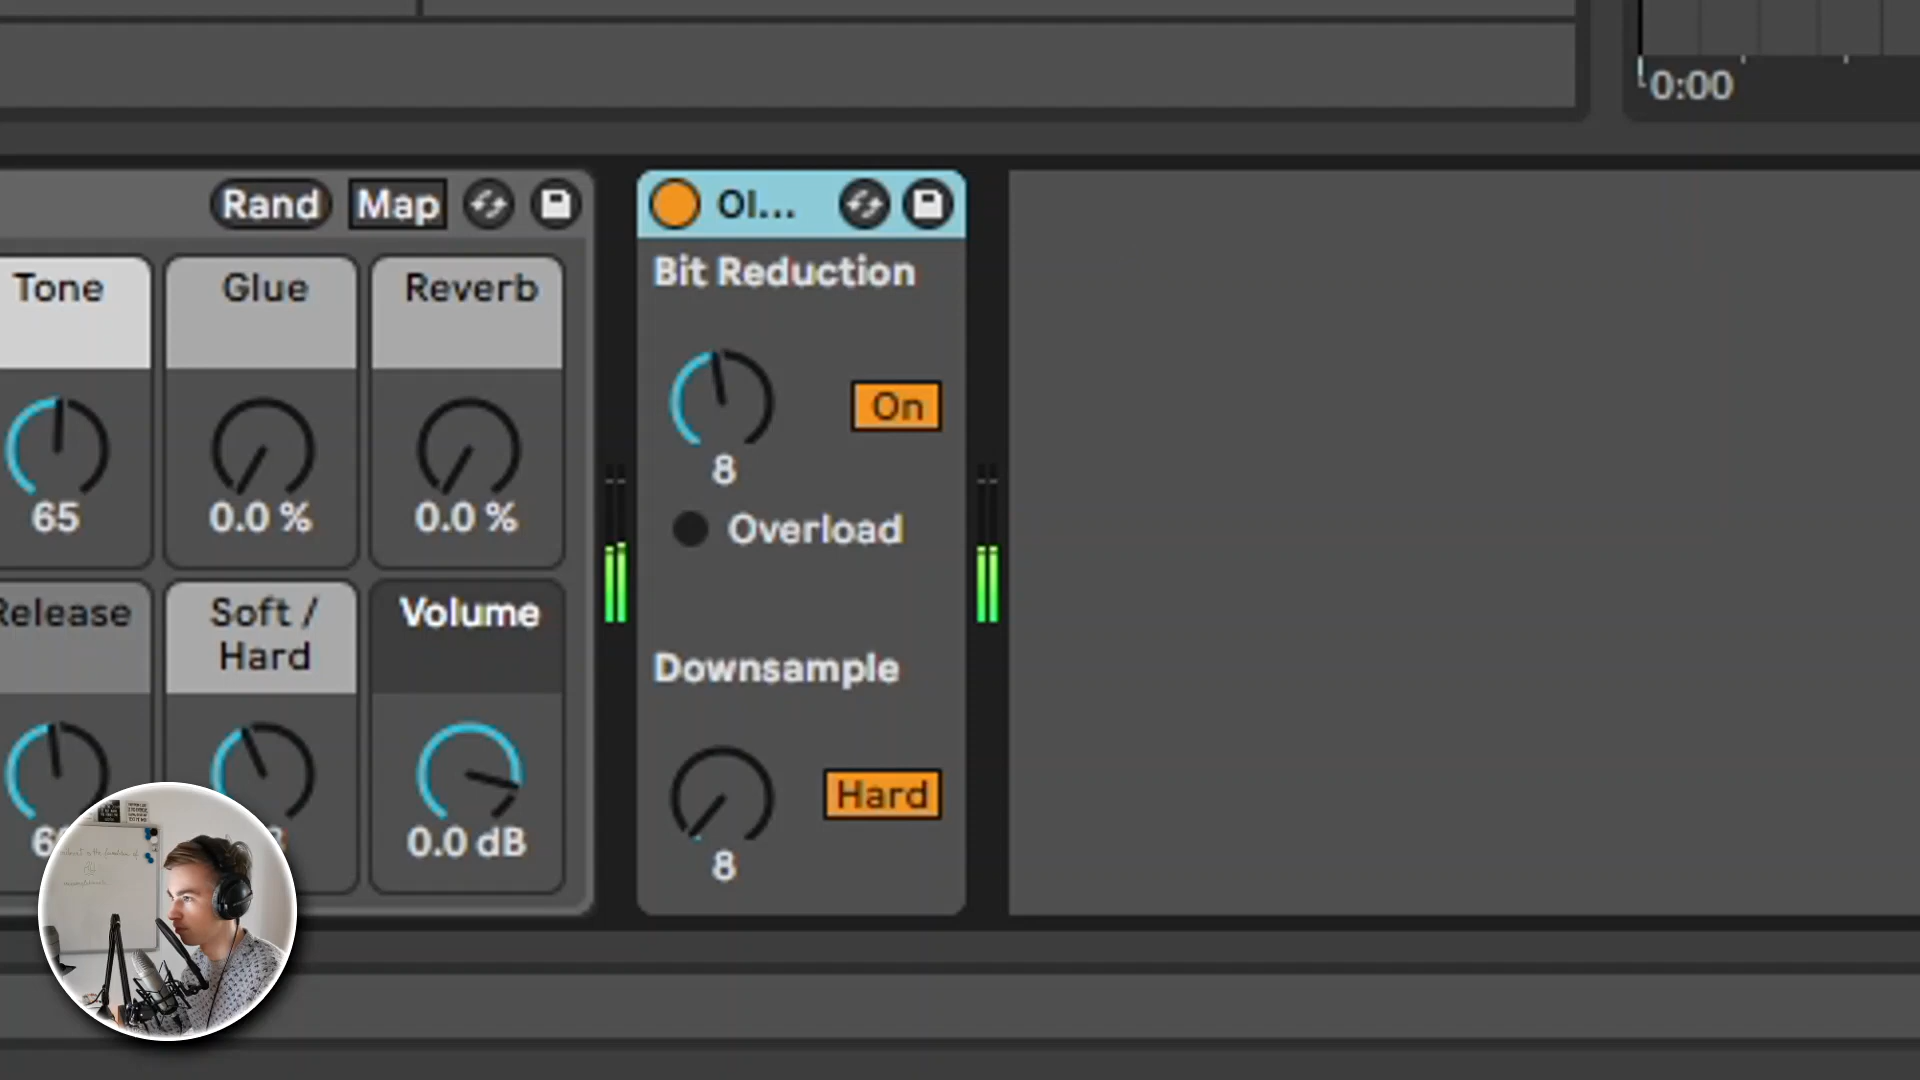 0:00
Rand Map
Ol...
Tone
Glue
Reverb
65
0.0 %
0.0 %
Release
Soft /
Hard
Volume
0.0 dB
Bit Reduction
8
On
Overload
Downsample
8
Hard